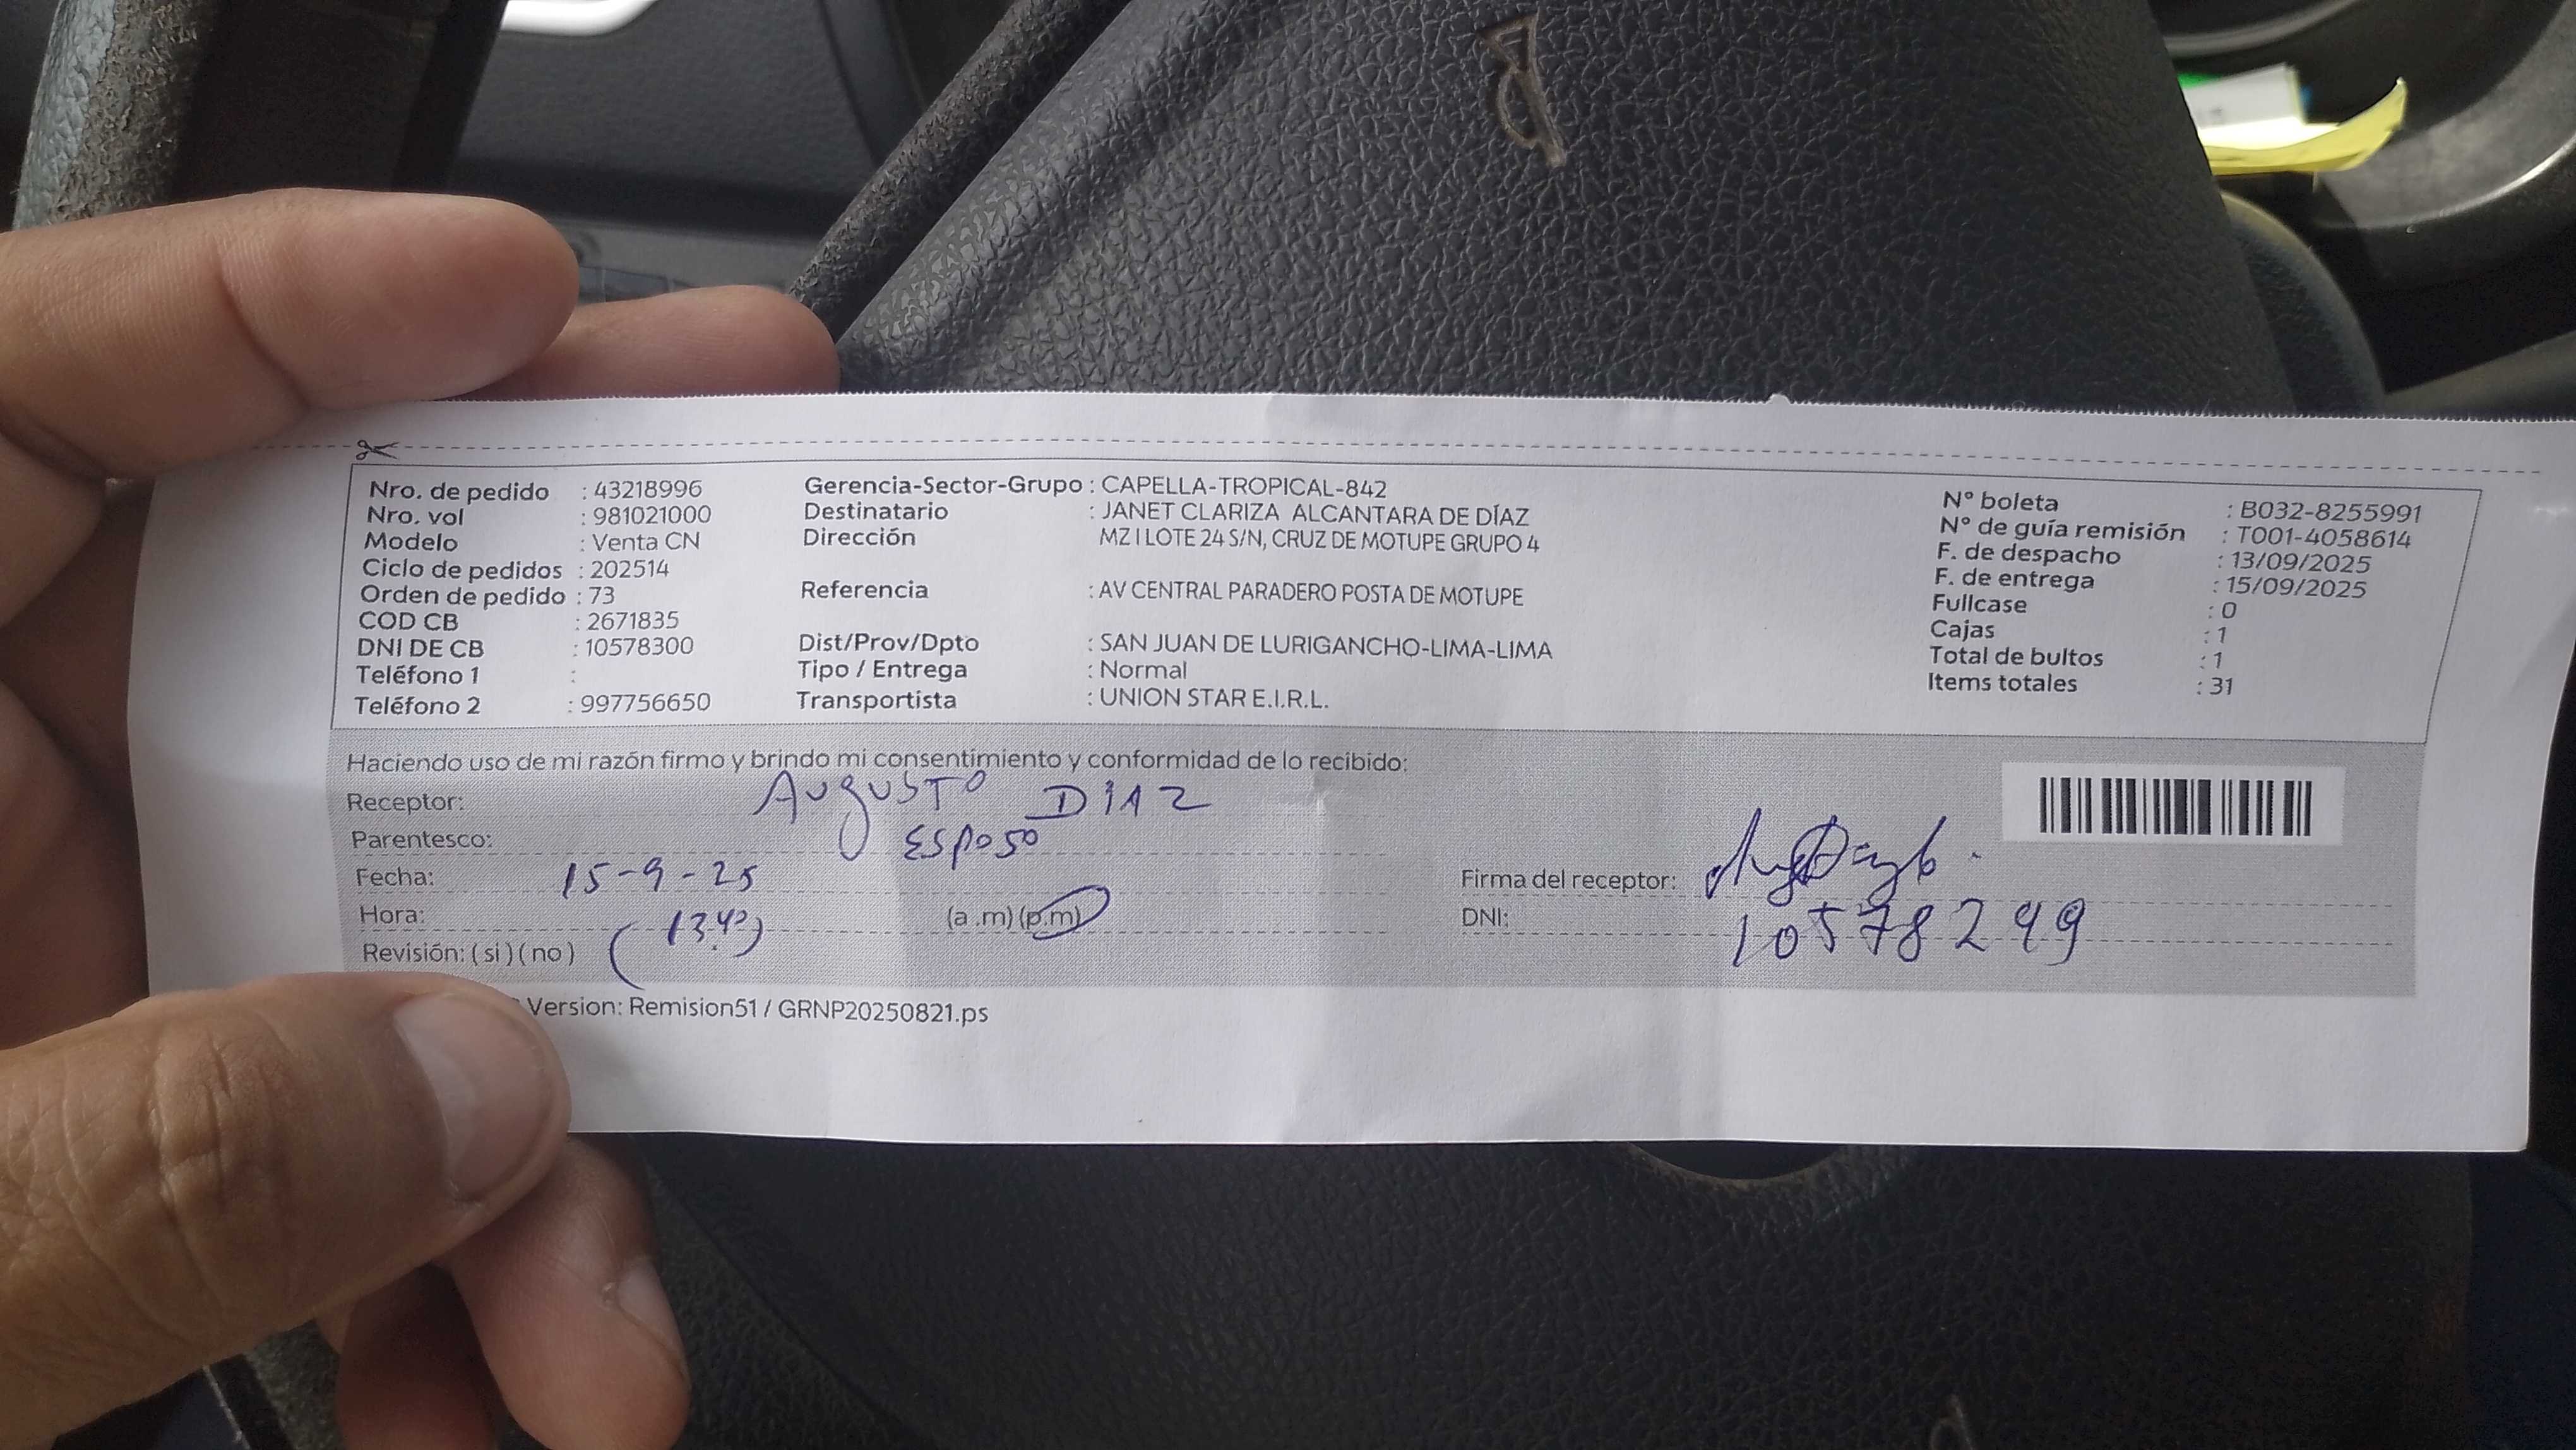 Nro. de pedido : 43218996
Nro. vol : 981021000
Modelo : Venta CN
Ciclo de pedidos : 202514
Orden de pedido : 73
COD CB : 2671835
DNI DE CB : 10578300
Teléfono 1 :
Teléfono 2 : 997756650
Gerencia-Sector-Grupo : CAPELLA-TROPICAL-842
Destinatario : JANET CLARIZA ALCANTARA DE DÍAZ
Dirección MZ I LOTE 24 S/N, CRUZ DE MOTUPE GRUPO 4
Referencia : AV CENTRAL PARADERO POSTA DE MOTUPE
Dist/Prov/Dpto : SAN JUAN DE LURIGANCHO-LIMA-LIMA
Tipo / Entrega : Normal
Transportista : UNION STAR E.I.R.L.
N° boleta : B032-8255991
N° de guía remisión : T001-4058614
F. de despacho : 13/09/2025
F. de entrega : 15/09/2025
Fullcase : 0
Cajas : 1
Total de bultos : 1
Items totales : 31
Haciendo uso de mi razón firmo y brindo mi consentimiento y conformidad de lo recibido:
Receptor: AUGUSTO DIAZ
Parentesco: ESPOSO
Fecha: 15-9-25
Hora: (13:40) (a.m) (p.m)
Revisión: ( si ) ( no )
Firma del receptor:
DNI: 10578299
Version: Remision51 / GRNP20250821.ps